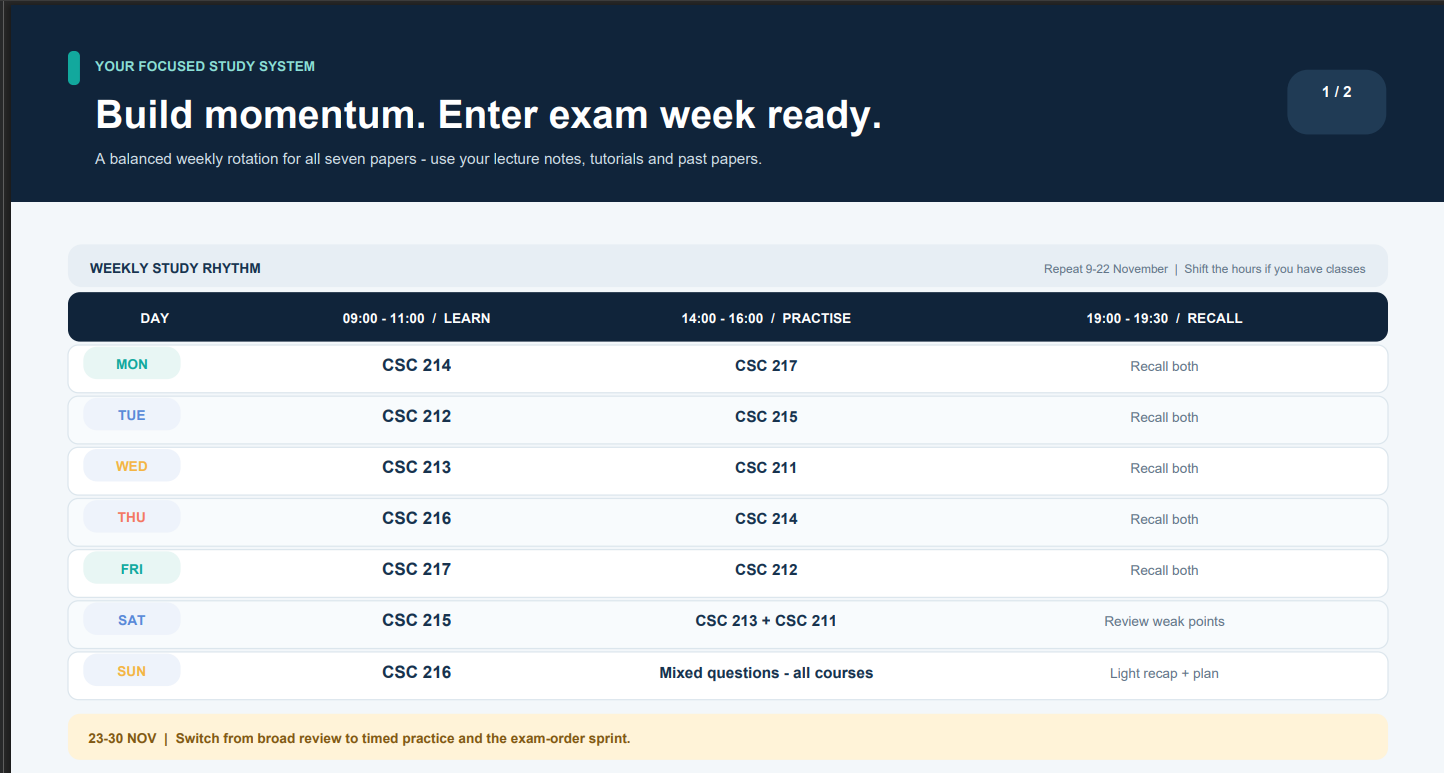 YOUR FOCUSED STUDY SYSTEM
Build momentum. Enter exam week ready.
1 / 2
A balanced weekly rotation for all seven papers - use your lecture notes, tutorials and past papers.
WEEKLY STUDY RHYTHM Repeat 9-22 November | Shift the hours if you have classes
DAY 09:00 - 11:00 / LEARN 14:00 - 16:00 / PRACTISE 19:00 - 19:30 / RECALL
MON CSC 214 CSC 217 Recall both
TUE CSC 212 CSC 215 Recall both
WED CSC 213 CSC 211 Recall both
THU CSC 216 CSC 214 Recall both
FRI CSC 217 CSC 212 Recall both
SAT CSC 215 CSC 213 + CSC 211 Review weak points
SUN CSC 216 Mixed questions - all courses Light recap + plan
23-30 NOV | Switch from broad review to timed practice and the exam-order sprint.